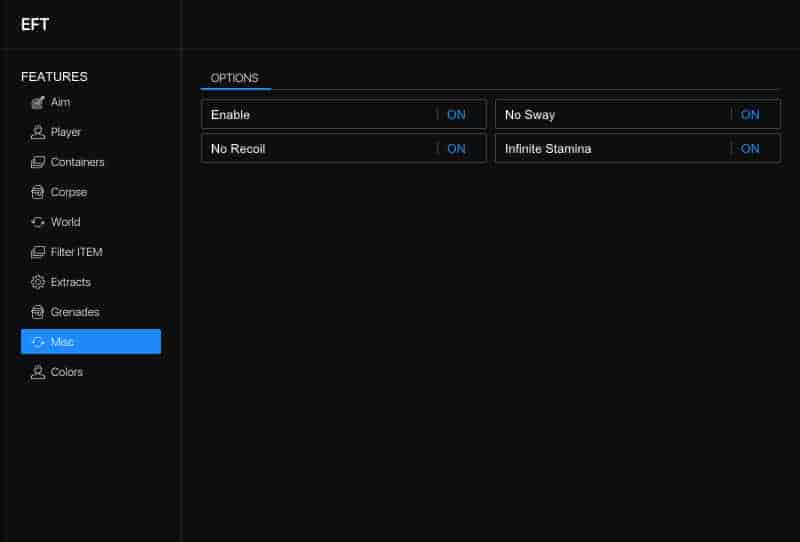 EFT
FEATURES
Aim
Player
Containers
Corpse
World
Filter ITEM
Extracts
Grenades
Misc
Colors
OPTIONS
Enable | ON
No Sway | ON
No Recoil | ON
Infinite Stamina | ON